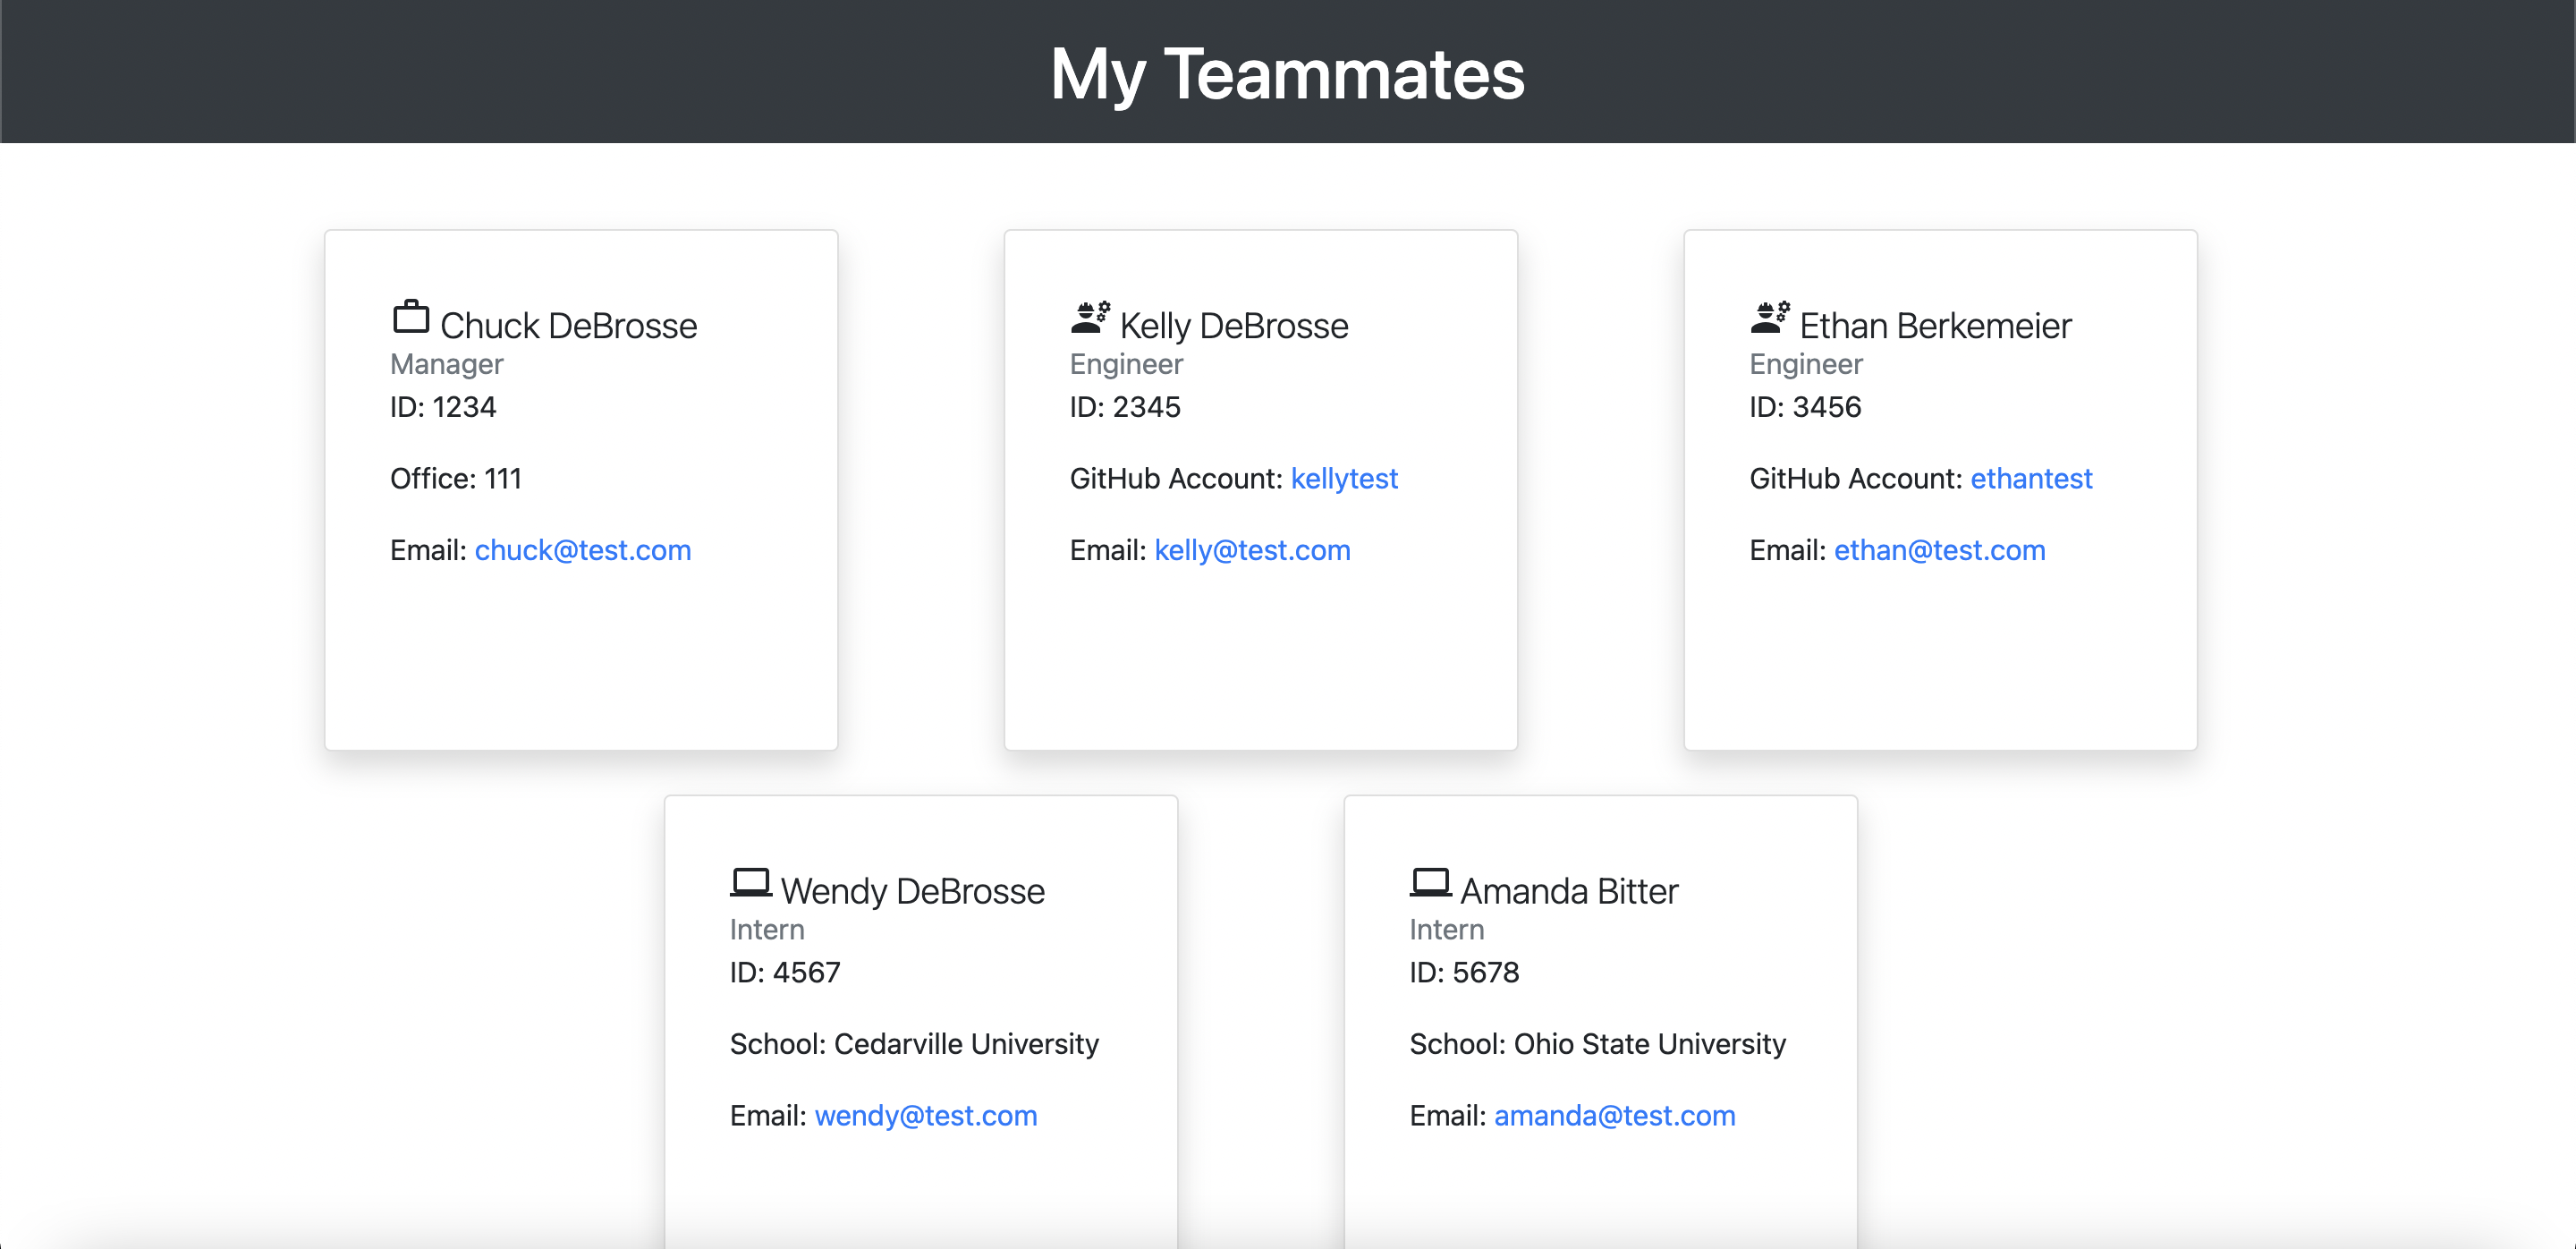 My Teammates
Chuck DeBrosse
Manager
ID: 1234
Office: 111
Email: chuck@test.com
Kelly DeBrosse
Engineer
ID: 2345
GitHub Account: kellytest
Email: kelly@test.com
Ethan Berkemeier
Engineer
ID: 3456
GitHub Account: ethantest
Email: ethan@test.com
Wendy DeBrosse
Intern
ID: 4567
School: Cedarville University
Email: wendy@test.com
Amanda Bitter
Intern
ID: 5678
School: Ohio State University
Email: amanda@test.com